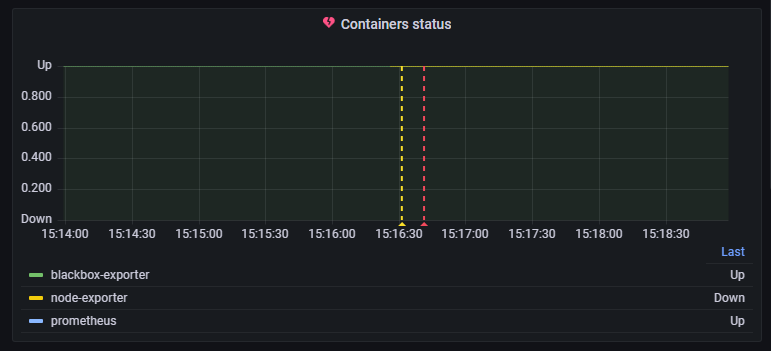 Containers status
Up
0.800
0.600
0.400
0.200
Down
15:14:00 15:14:30 15:15:00 15:15:30 15:16:00 15:16:30 15:17:00 15:17:30 15:18:00 15:18:30
Last
blackbox-exporter Up
node-exporter Down
prometheus Up